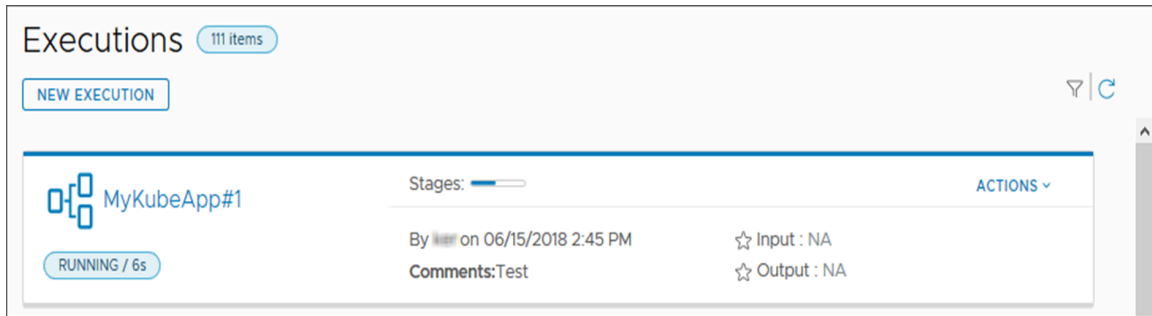 Executions 111 items
NEW EXECUTION
MyKubeApp#1
RUNNING / 6s
Stages:
ACTIONS
By on 06/15/2018 2:45 PM
Comments:Test
Input : NA
Output : NA